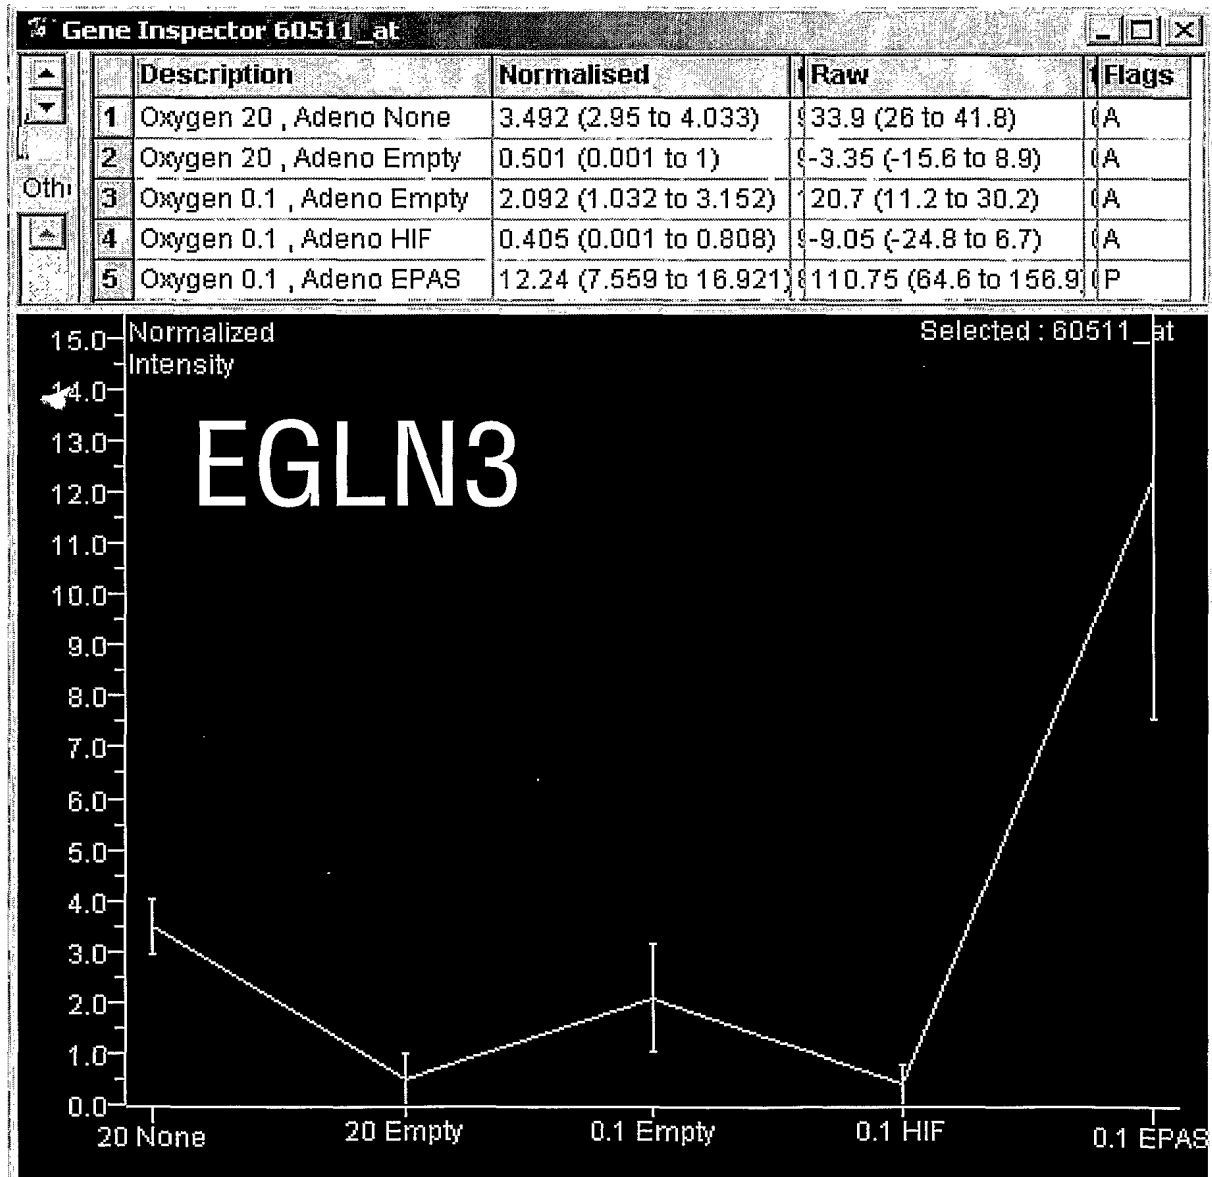 Gene Inspector 60511_at
Description Normalised Raw Flags
1 Oxygen 20 , Adeno None 3.492 (2.95 to 4.033) 33.9 (26 to 41.8) A
2 Oxygen 20 , Adeno Empty 0.501 (0.001 to 1) -3.35 (-15.6 to 8.9) A
3 Oxygen 0.1 , Adeno Empty 2.092 (1.032 to 3.152) 20.7 (11.2 to 30.2) A
4 Oxygen 0.1 , Adeno HIF 0.405 (0.001 to 0.808) -9.05 (-24.8 to 6.7) A
5 Oxygen 0.1 , Adeno EPAS 12.24 (7.559 to 16.921) 110.75 (64.6 to 156.9) P
Normalized
Intensity
Selected : 60511_at
EGLN3
15.0
14.0
13.0
12.0
11.0
10.0
9.0
8.0
7.0
6.0
5.0
4.0
3.0
2.0
1.0
0.0
20 None 20 Empty 0.1 Empty 0.1 HIF 0.1 EPAS